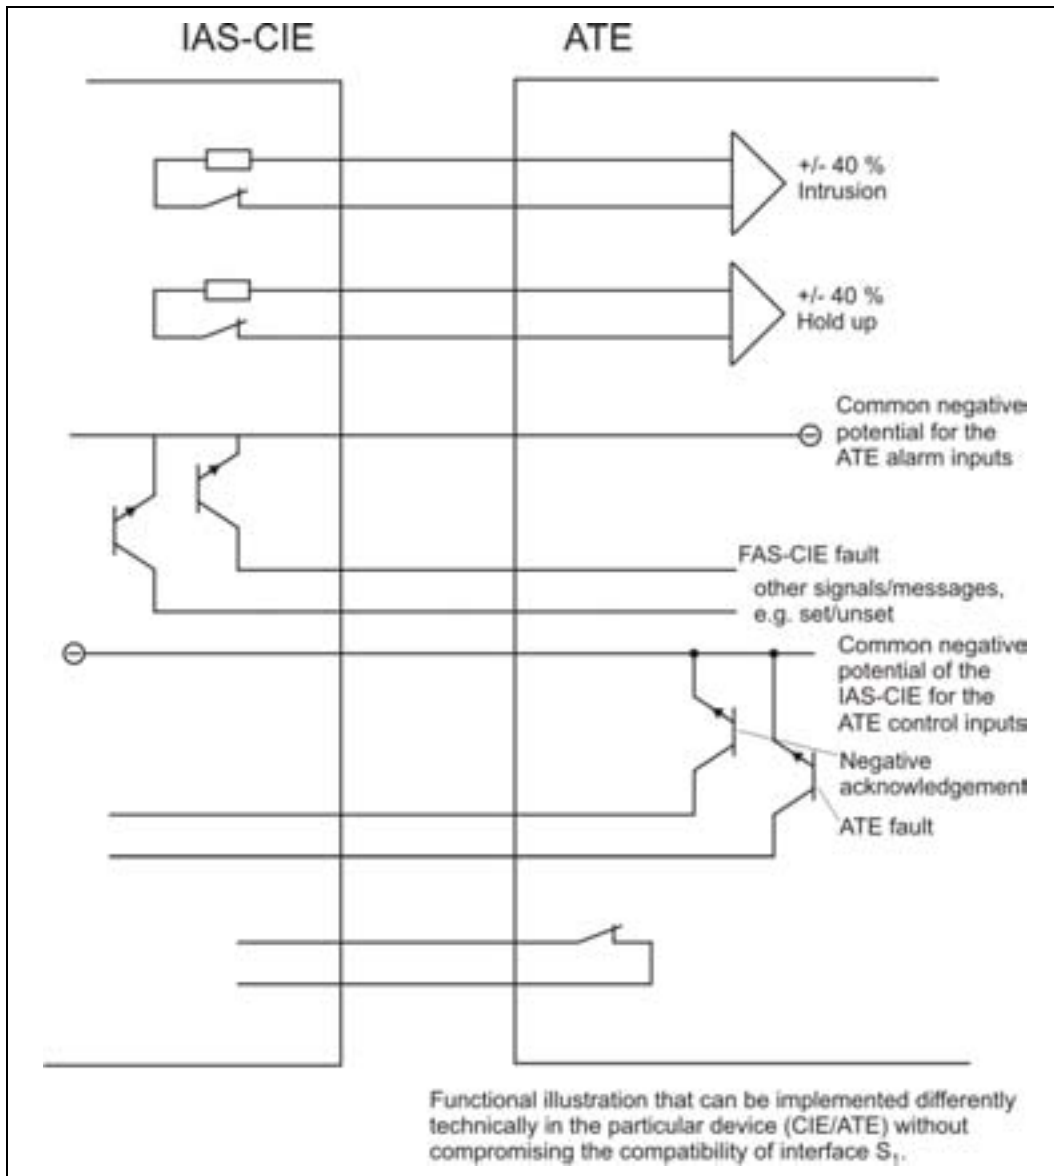 IAS-CIE
ATE
+/- 40 %
Intrusion
+/- 40 %
Hold up
Common negative
potential for the
ATE alarm inputs
FAS-CIE fault
other signals/messages,
e.g. set/unset
Common negative
potential of the
IAS-CIE for the
ATE control inputs
Negative
acknowledgement
ATE fault
Functional illustration that can be implemented differently
technically in the particular device (CIE/ATE) without
compromising the compatibility of interface S₁.